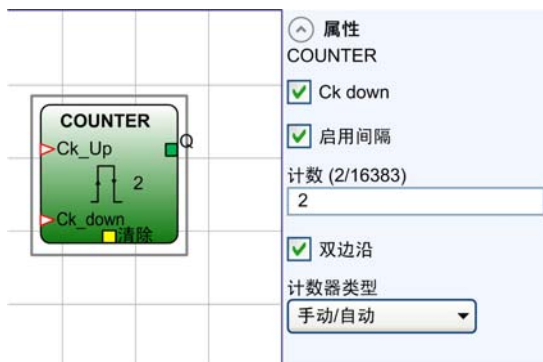 COUNTER
Ck_Up
Q
2
Ck_down
清除
属性
COUNTER
Ck down
启用间隔
计数 (2/16383)
2
双边沿
计数器类型
手动/自动